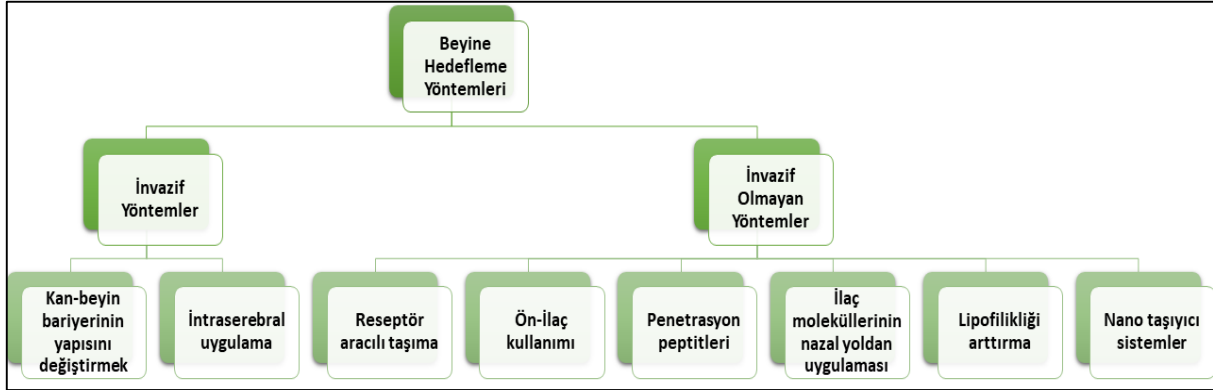 Beyine
Hedefleme
Yöntemleri
İnvazif
Yöntemler
İnvazif
Olmayan
Yöntemler
Kan-beyin
bariyerinin
yapısını
değiştirmek
İntraserebral
uygulama
Reseptör
aracılı taşıma
Ön-İlaç
kullanımı
Penetrasyon
peptitleri
İlaç
moleküllerinin
nazal yoldan
uygulaması
Lipofilikliği
arttırma
Nano taşıyıcı
sistemler